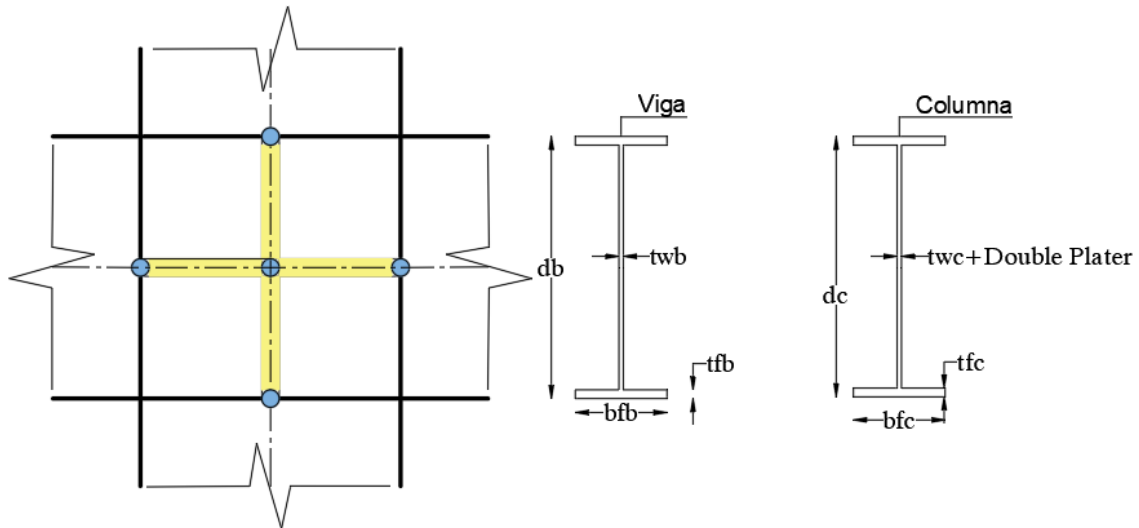 Viga
Columna
db
twb
tfb
bfb
dc
twc+Double Plater
tfc
bfc